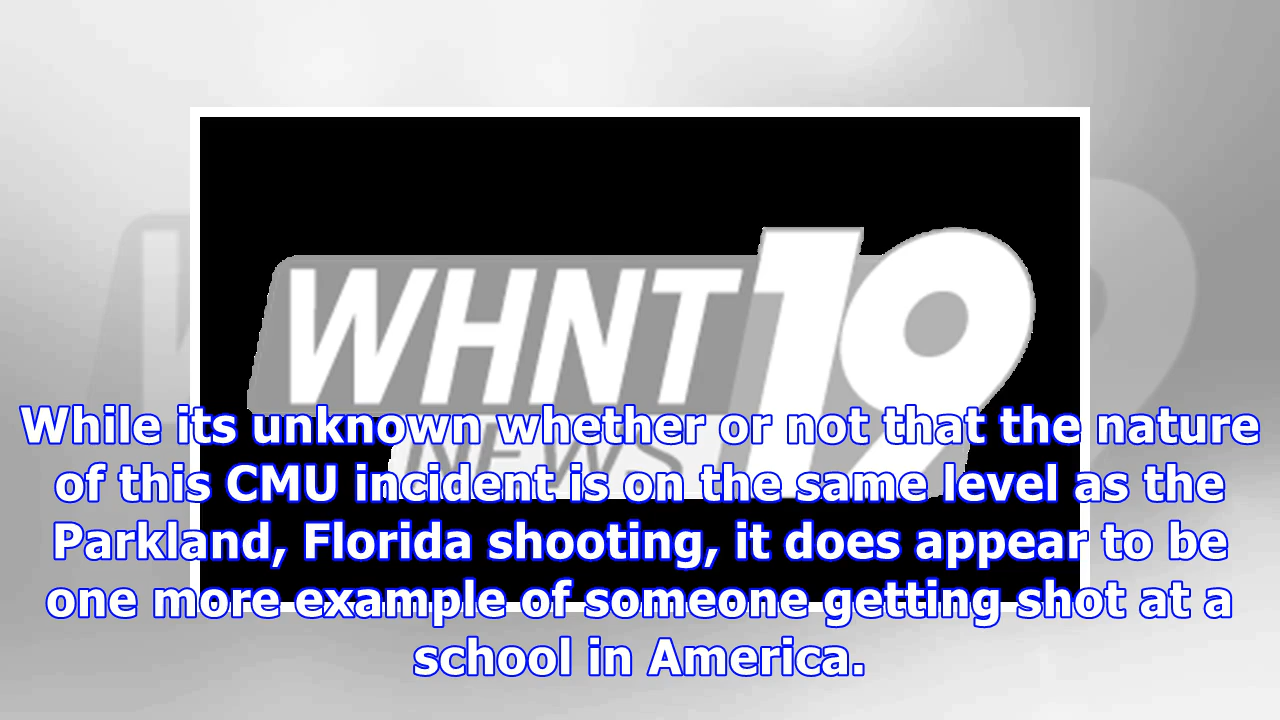 WHNT 19
NEWS
While its unknown whether or not that the nature
of this CMU incident is on the same level as the
Parkland, Florida shooting, it does appear to be
one more example of someone getting shot at a
school in America.